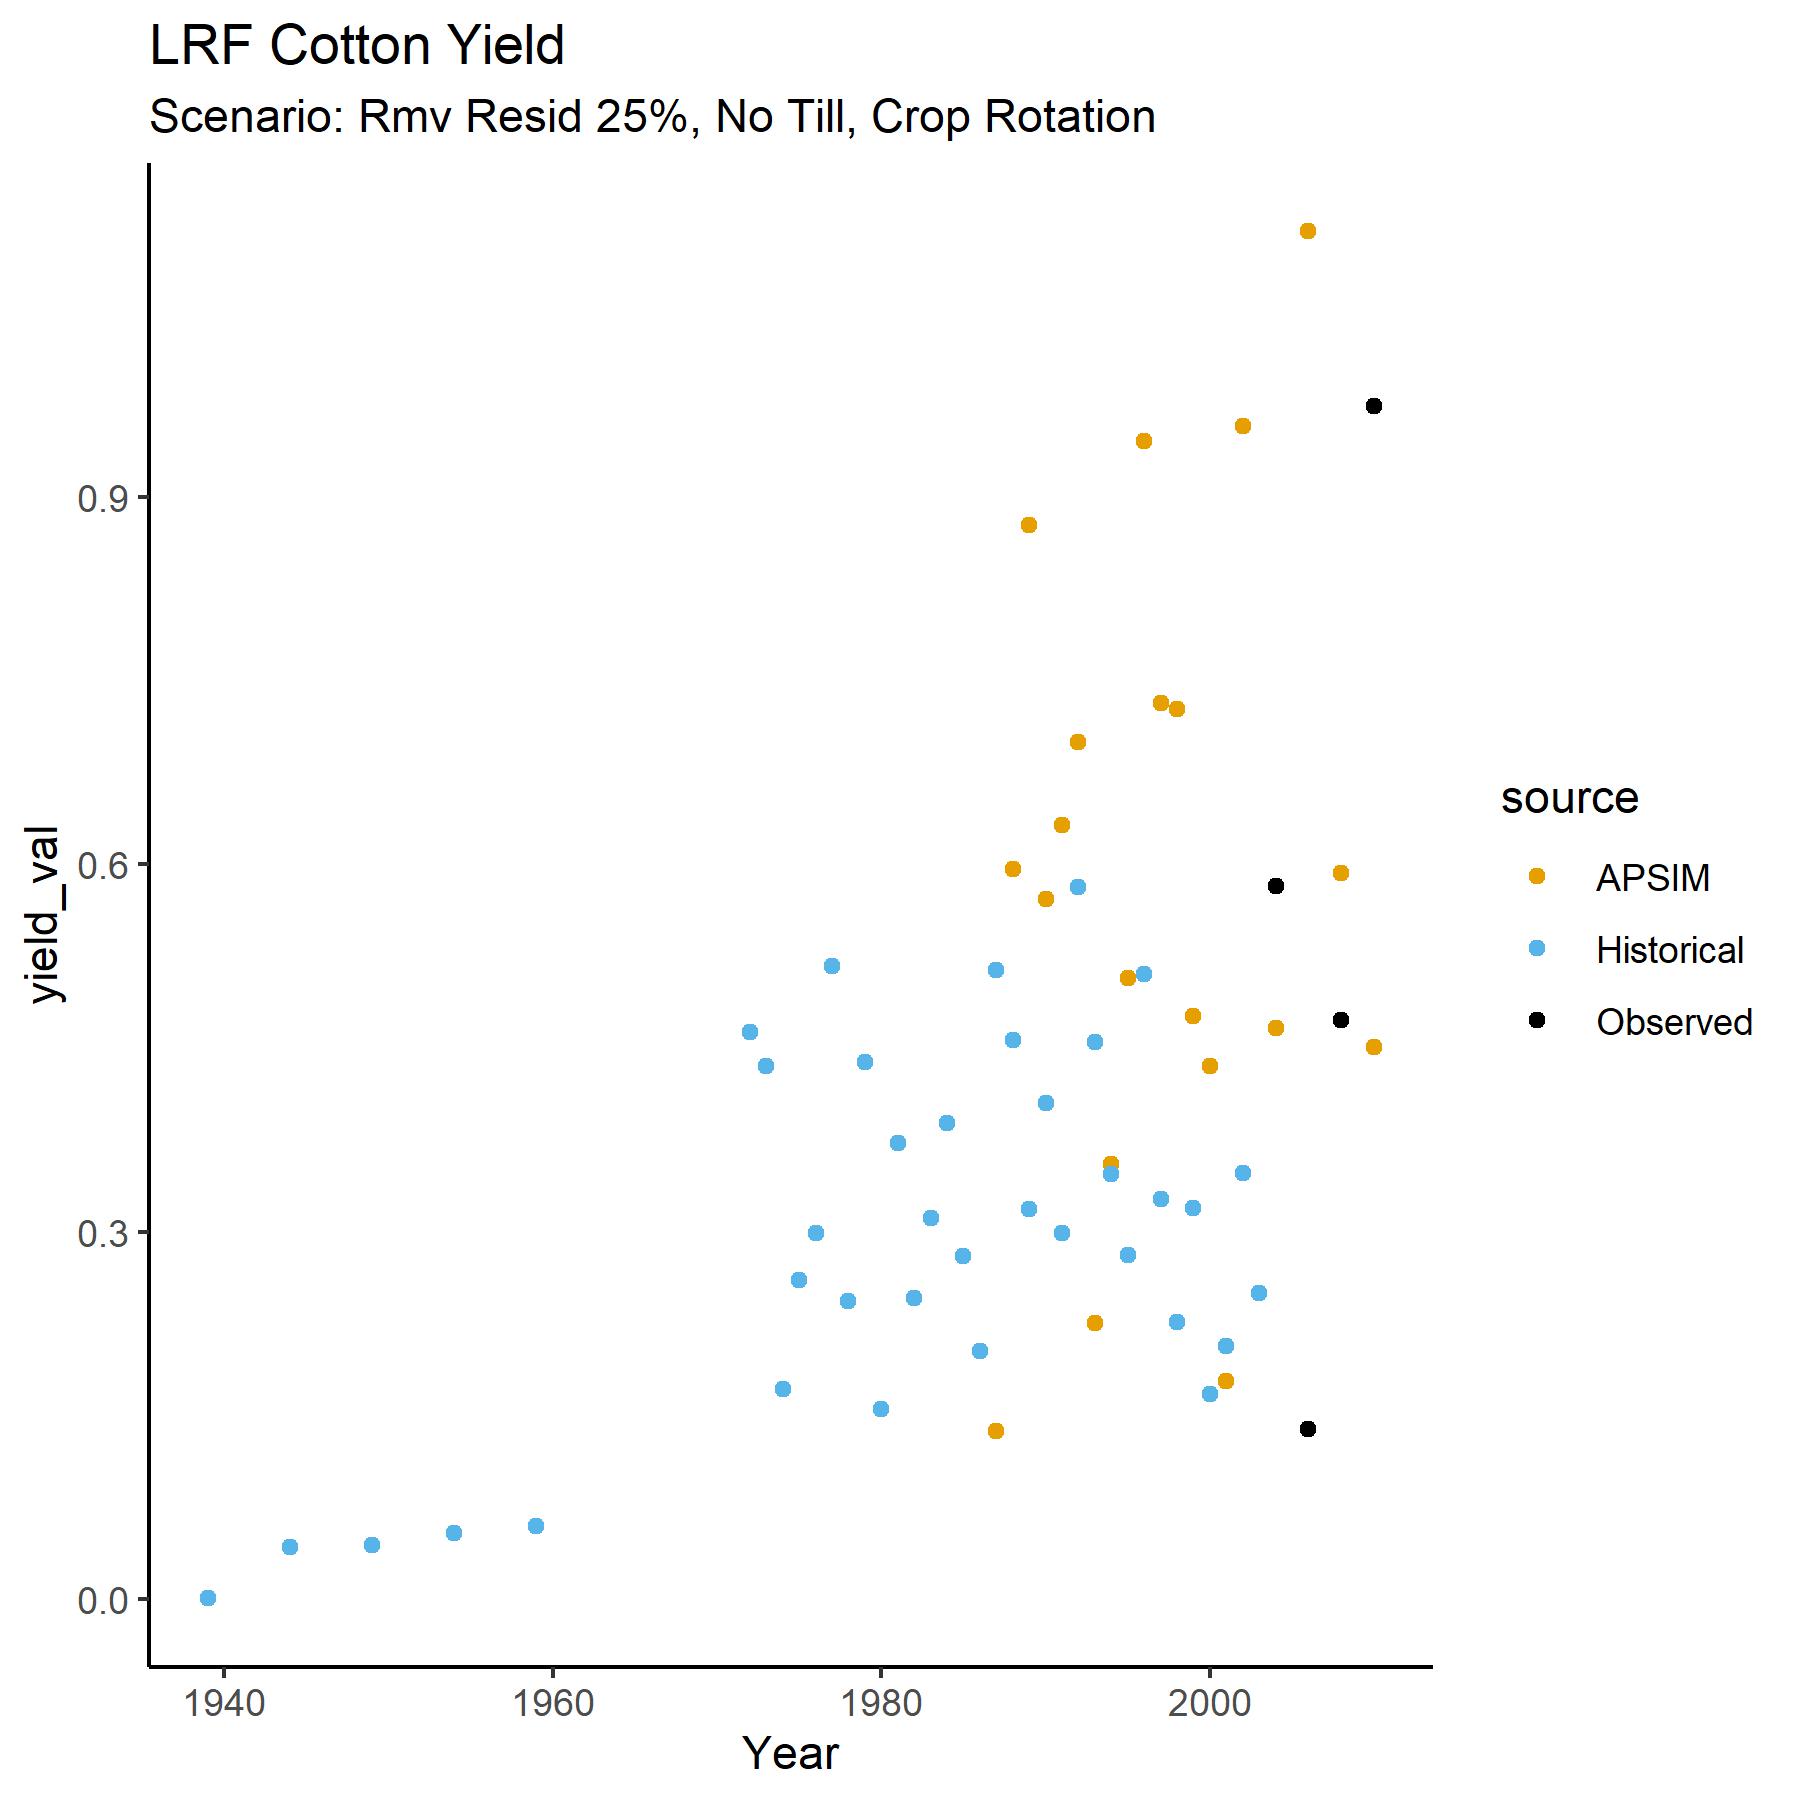 LRF Cotton Yield
Scenario: Rmv Resid 25%, No Till, Crop Rotation
yield_val
0.9
0.6
0.3
0.0
1940 1960 1980 2000
Year
source
APSIM
Historical
Observed